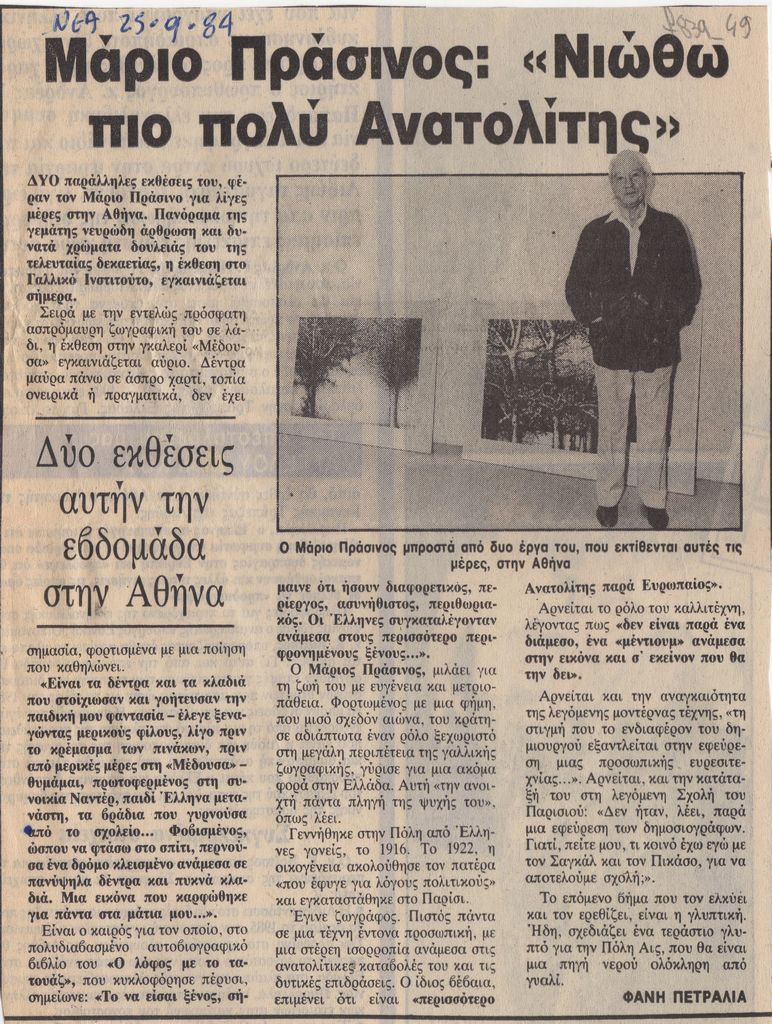 ΝΕΑ 25.9.84
49
Μάριο Πράσινος: «Νιώθω
πιο πολύ Ανατολίτης»
ΔΥΟ παράλληλες εκθέσεις του, φέ-
ραν τον Μάριο Πράσινο για λίγες
μέρες στην Αθήνα. Πανόραμα της
γεμάτης νευρώδη άρθρωση και δυ-
νατά χρώματα δουλειάς του της
τελευταίας δεκαετίας, η έκθεση στο
Γαλλικό Ινστιτούτο, εγκαινιάζεται
σήμερα.
Σειρά με την εντελώς πρόσφατη
ασπρόμαυρη ζωγραφική του σε λά-
δι, η έκθεση στην γκαλερί «Μέδου-
σα» εγκαινιάζεται αύριο. Δέντρα
μαύρα πάνω σε άσπρο χαρτί, τοπία
ονειρικά ή πραγματικά, δεν έχει
Δύο εκθέσεις
αυτήν την
εβδομάδα
στην Αθήνα
σημασία, φορτισμένα με μια ποίηση
που καθηλώνει.
«Είναι τα δέντρα και τα κλαδιά
που στοίχιωσαν και γοήτευσαν την
παιδική μου φαντασία – έλεγε ξενα-
γώντας μερικούς φίλους, λίγο πριν
το κρέμασμα των πινάκων, πριν
από μερικές μέρες στη «Μέδουσα» –
θυμάμαι, πρωτοφερμένος στη συ-
νοικία Ναντέρ, παιδί Έλληνα μετα-
νάστη, τα βράδια που γυρνούσα
από το σχολείο... Φοβισμένος,
ώσπου να φτάσω στο σπίτι, περνού-
σα ένα δρόμο κλεισμένο ανάμεσα σε
πανύψηλα δέντρα και πυκνά κλα-
διά. Μια εικόνα που καρφώθηκε
για πάντα στα μάτια μου...».
Είναι ο καιρός για τον οποίο, στο
πολυδιαβασμένο αυτοβιογραφικό
βιβλίο του «Ο λόφος με το τα-
τουάζ», που κυκλοφόρησε πέρυσι,
σημείωνε: «Το να είσαι ξένος, σή-
Ο Μάριο Πράσινος μπροστά από δυο έργα του, που εκτίθενται αυτές τις
μέρες, στην Αθήνα
μαινε ότι ήσουν διαφορετικός, πε-
ρίεργος, ασυνήθιστος, περιθωρια-
κός. Οι Έλληνες συγκαταλέγονταν
ανάμεσα στους περισσότερο περι-
φρονημένους ξένους...».
Ο Μάριος Πράσινος, μιλάει για
τη ζωή του με ευγένεια και μετριο-
πάθεια. Φορτωμένος με μια φήμη,
που μισό σχεδόν αιώνα, του κράτη-
σε αδιάπτωτα έναν ρόλο ξεχωριστό
στη μεγάλη περιπέτεια της γαλλικής
ζωγραφικής, γύρισε για μια ακόμα
φορά στην Ελλάδα. Αυτή «την ανοι-
χτή πάντα πληγή της ψυχής του»,
όπως λέει.
Γεννήθηκε στην Πόλη από Έλλη-
νες γονείς, το 1916. Το 1922, η
οικογένεια ακολούθησε τον πατέρα
«που έφυγε για λόγους πολιτικούς»
και εγκαταστάθηκε στο Παρίσι.
Έγινε ζωγράφος. Πιστός πάντα
σε μια τέχνη έντονα προσωπική, με
μια στέρεη ισορροπία ανάμεσα στις
ανατολίτικες καταβολές του και τις
δυτικές επιδράσεις. Ο ίδιος βέβαια,
επιμένει ότι είναι «περισσότερο
Ανατολίτης παρά Ευρωπαίος».
Αρνείται το ρόλο του καλλιτέχνη,
λέγοντας πως «δεν είναι παρά ένα
διάμεσο, ένα «μέντιουμ» ανάμεσα
στην εικόνα και σ' εκείνον που θα
την δει».
Αρνείται και την αναγκαιότητα
της λεγόμενης μοντέρνας τέχνης, «τη
στιγμή που το ενδιαφέρον του δη-
μιουργού εξαντλείται στην εφεύρε-
ση μιας προσωπικής ευρεσιτε-
χνίας...». Αρνείται, και την κατάτα-
ξή του στη λεγόμενη Σχολή του
Παρισιού: «Δεν ήταν, λέει, παρά
μια εφεύρεση των δημοσιογράφων.
Γιατί, πείτε μου, τι κοινό έχω εγώ με
τον Σαγκάλ και τον Πικάσο, για να
αποτελούμε σχολή;».
Το επόμενο βήμα που τον ελκύει
και τον ερεθίζει, είναι η γλυπτική.
Ήδη, σχεδιάζει ένα τεράστιο γλυ-
πτό για την Πόλη Αις, που θα είναι
μια πηγή νερού ολόκληρη από
γυαλί.
ΦΑΝΗ ΠΕΤΡΑΛΙΑ